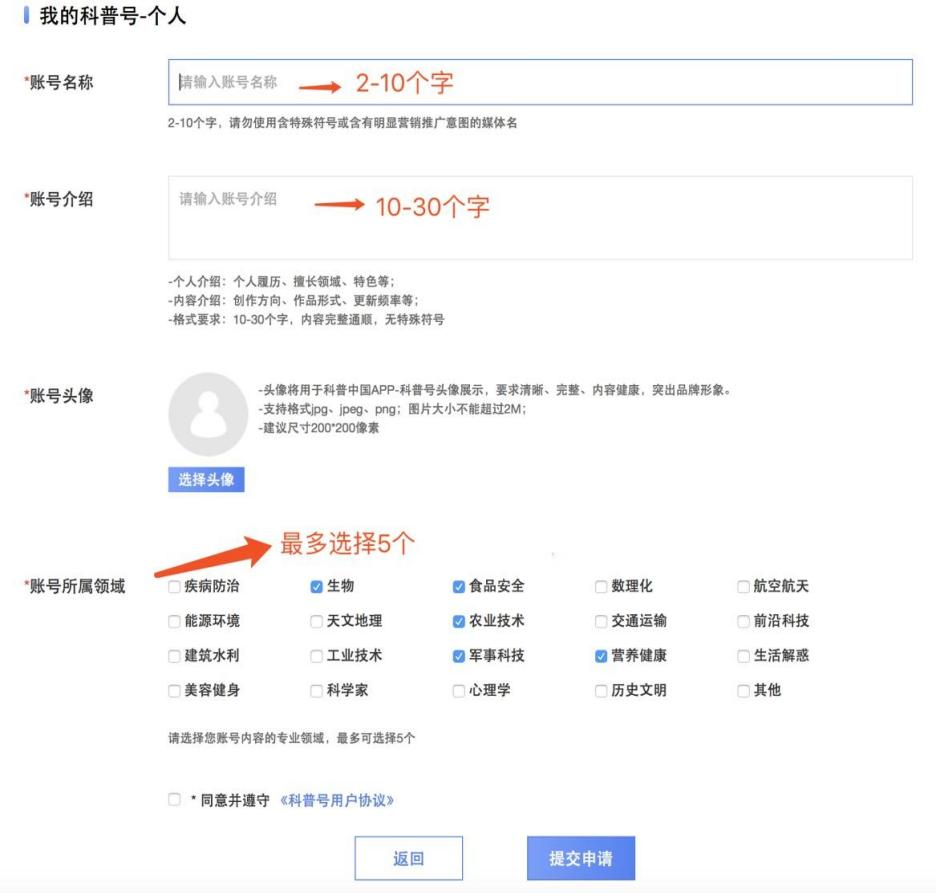 我的科普号-个人
*账号名称
请输入账号名称
2-10个字
2-10个字，请勿使用含特殊符号或含有明显营销推广意图的媒体名
*账号介绍
请输入账号介绍
10-30个字
-个人介绍：个人履历、擅长领域、特色等；
-内容介绍：创作方向、作品形式、更新频率等；
-格式要求：10-30个字，内容完整通顺，无特殊符号
*账号头像
-头像将用于科普中国APP-科普号头像展示，要求清晰、完整、内容健康，突出品牌形象。
-支持格式jpg、jpeg、png；图片大小不能超过2M；
-建议尺寸200*200像素
选择头像
最多选择5个
*账号所属领域 疾病防治 生物 食品安全 数理化 航空航天
能源环境 天文地理 农业技术 交通运输 前沿科技
建筑水利 工业技术 军事科技 营养健康 生活解惑
美容健身 科学家 心理学 历史文明 其他
请选择您账号内容的专业领域，最多可选择5个
* 同意并遵守 《科普号用户协议》
返回 提交申请